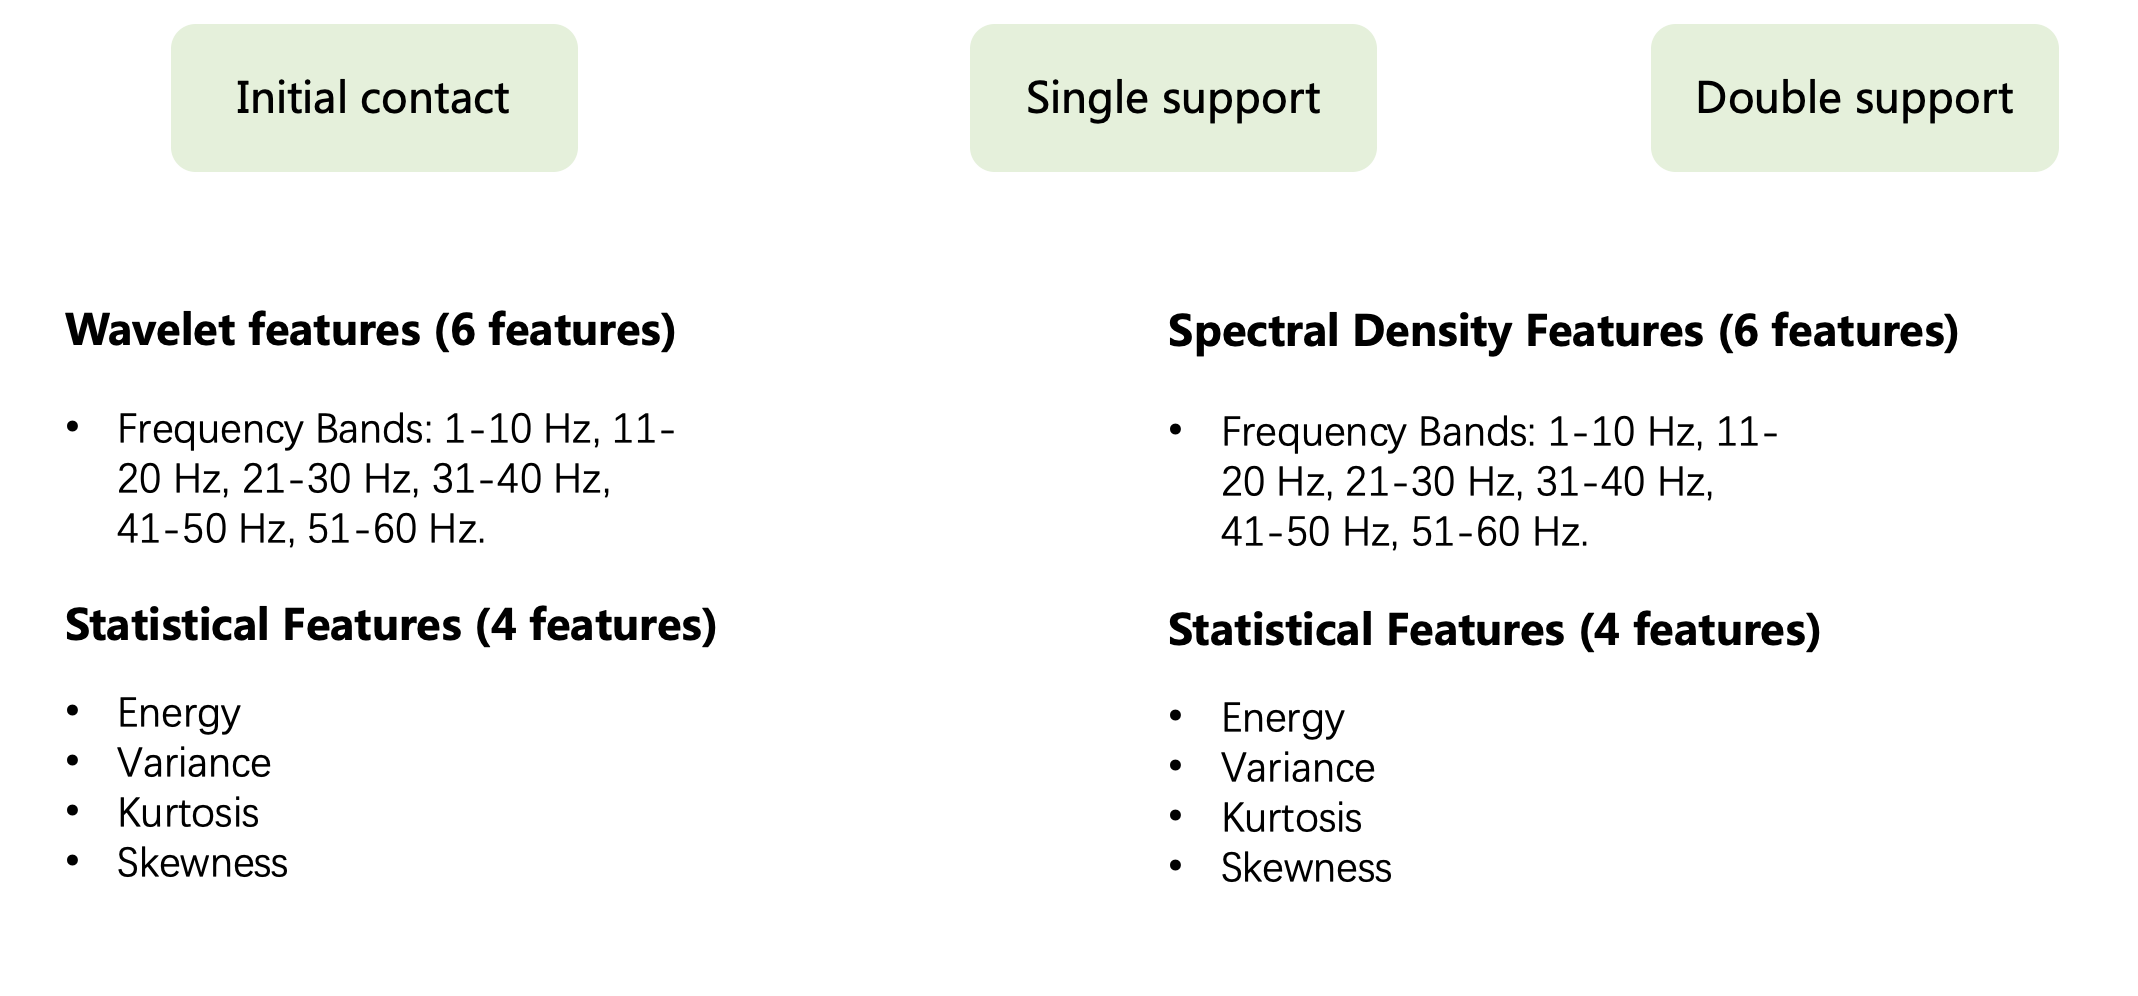 Initial contact
Single support
Double support
Wavelet features (6 features)
• Frequency Bands: 1-10 Hz, 11-
20 Hz, 21-30 Hz, 31-40 Hz,
41-50 Hz, 51-60 Hz.
Statistical Features (4 features)
• Energy
• Variance
• Kurtosis
• Skewness
Spectral Density Features (6 features)
• Frequency Bands: 1-10 Hz, 11-
20 Hz, 21-30 Hz, 31-40 Hz,
41-50 Hz, 51-60 Hz.
Statistical Features (4 features)
• Energy
• Variance
• Kurtosis
• Skewness